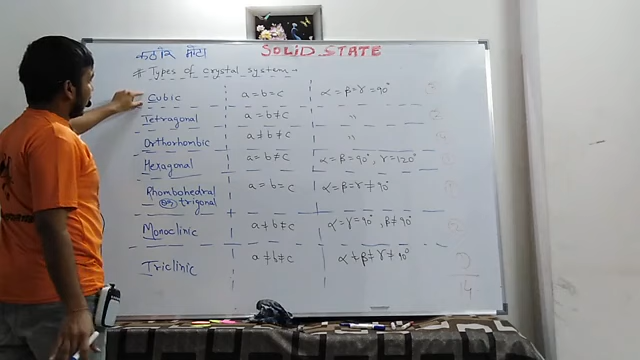 SOLID STATE
# Types of crystal system →
Cubic a = b = c α = β = γ = 90°
Tetragonal a = b ≠ c "
Orthorhombic a ≠ b ≠ c "
Hexagonal a = b ≠ c α = β = 90°, γ = 120°
Rhombohedral a = b = c α = β = γ ≠ 90°
trigonal
Monoclinic a ≠ b ≠ c α = γ = 90°, β ≠ 90°
Triclinic a ≠ b ≠ c α ≠ β ≠ γ ≠ 90°
14